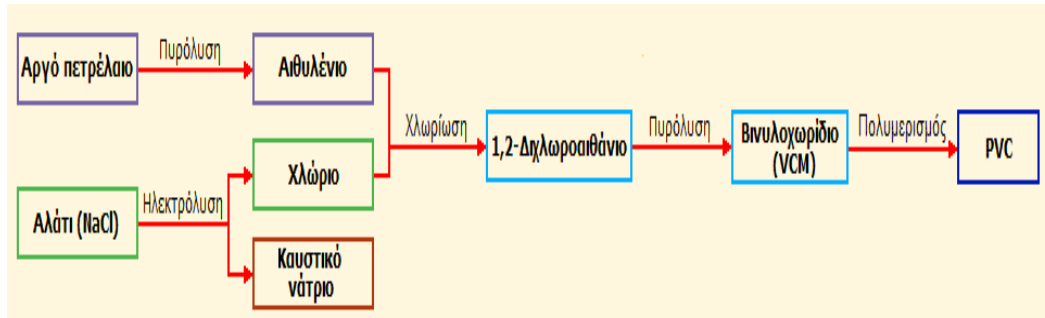 Αργό πετρέλαιο
Πυρόλυση
Αιθυλένιο
Αλάτι (NaCl)
Ηλεκτρόλυση
Χλώριο
Καυστικό
νάτριο
Χλωρίωση
1,2-Διχλωροαιθάνιο
Πυρόλυση
Βινυλοχωρίδιο
(VCM)
Πολυμερισμός
PVC